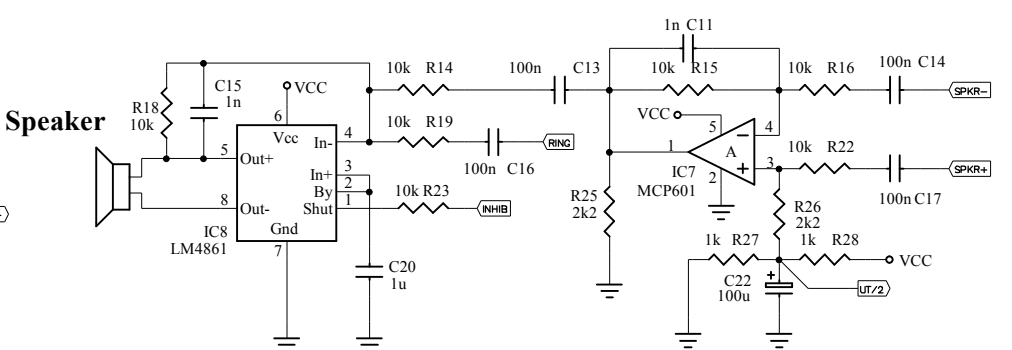 1n C11
10k R14
100n C13
10k R15
10k R16
100n C14
SPKR-
C15
1n
VCC
R18
10k
Speaker
6
Vcc
In-
4
10k R19
100n C16
RING
VCC
5
4
A
1
3
2
IC7
MCP601
10k R22
100n C17
SPKR+
5
Out+
In+
3
By
2
Shut
1
10k R23
INHIB
8
Out-
IC8
LM4861
Gnd
7
R25
2k2
R26
2k2
1k R27
1k R28
VCC
C20
1u
C22
100u
+
UT/2